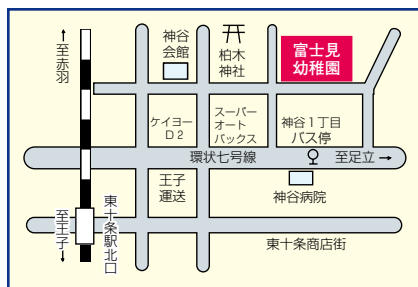 ↑至赤羽
神谷
会館
柏木
神社
富士見
幼稚園
ケイヨー
D2
スーパー
オート
バックス
神谷1丁目
バス停
環状七号線
至足立→
王子
運送
神谷病院
至王子↓
東十条駅北口
東十条商店街